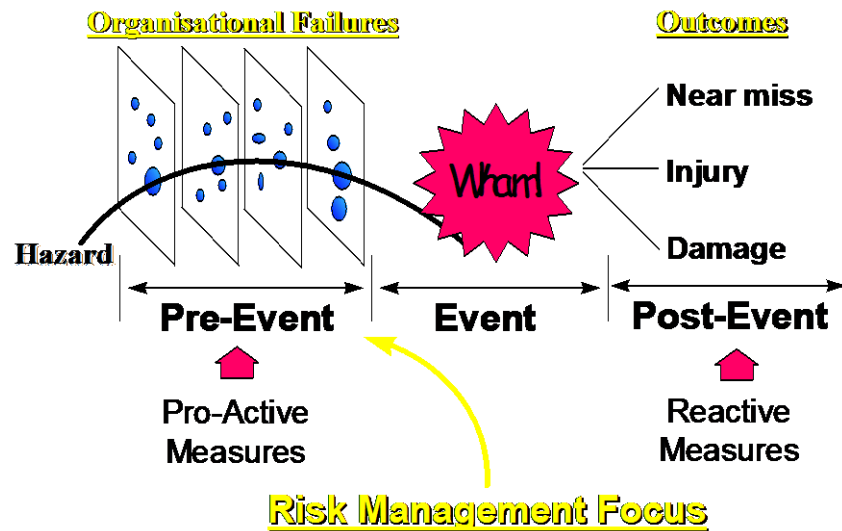 Organisational Failures
Outcomes
Near miss
Wham!
Injury
Hazard
Damage
Pre-Event
Event
Post-Event
Pro-Active
Measures
Reactive
Measures
Risk Management Focus